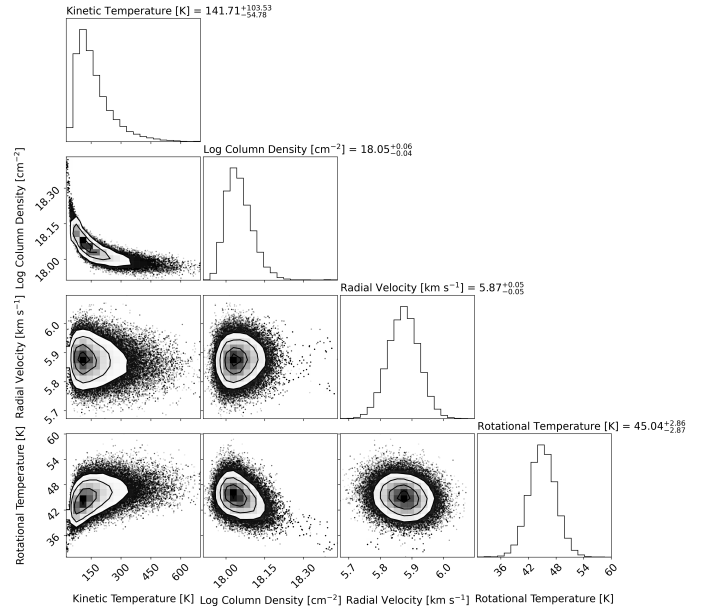 Kinetic Temperature [K] = 141.71+103.53 −54.78
Log Column Density [cm−2] = 18.05+0.06 −0.04
Log Column Density [cm−2]
18.30
18.15
18.00
Radial Velocity [km s−1] = 5.87+0.05 −0.05
Radial Velocity [km s−1]
6.0
5.9
5.8
5.7
Rotational Temperature [K] = 45.04+2.86 −2.87
Rotational Temperature [K]
60
54
48
42
36
150 300 450 600 18.00 18.15 18.30 5.7 5.8 5.9 6.0 36 42 48 54 60
Kinetic Temperature [K] Log Column Density [cm−2] Radial Velocity [km s−1] Rotational Temperature [K]